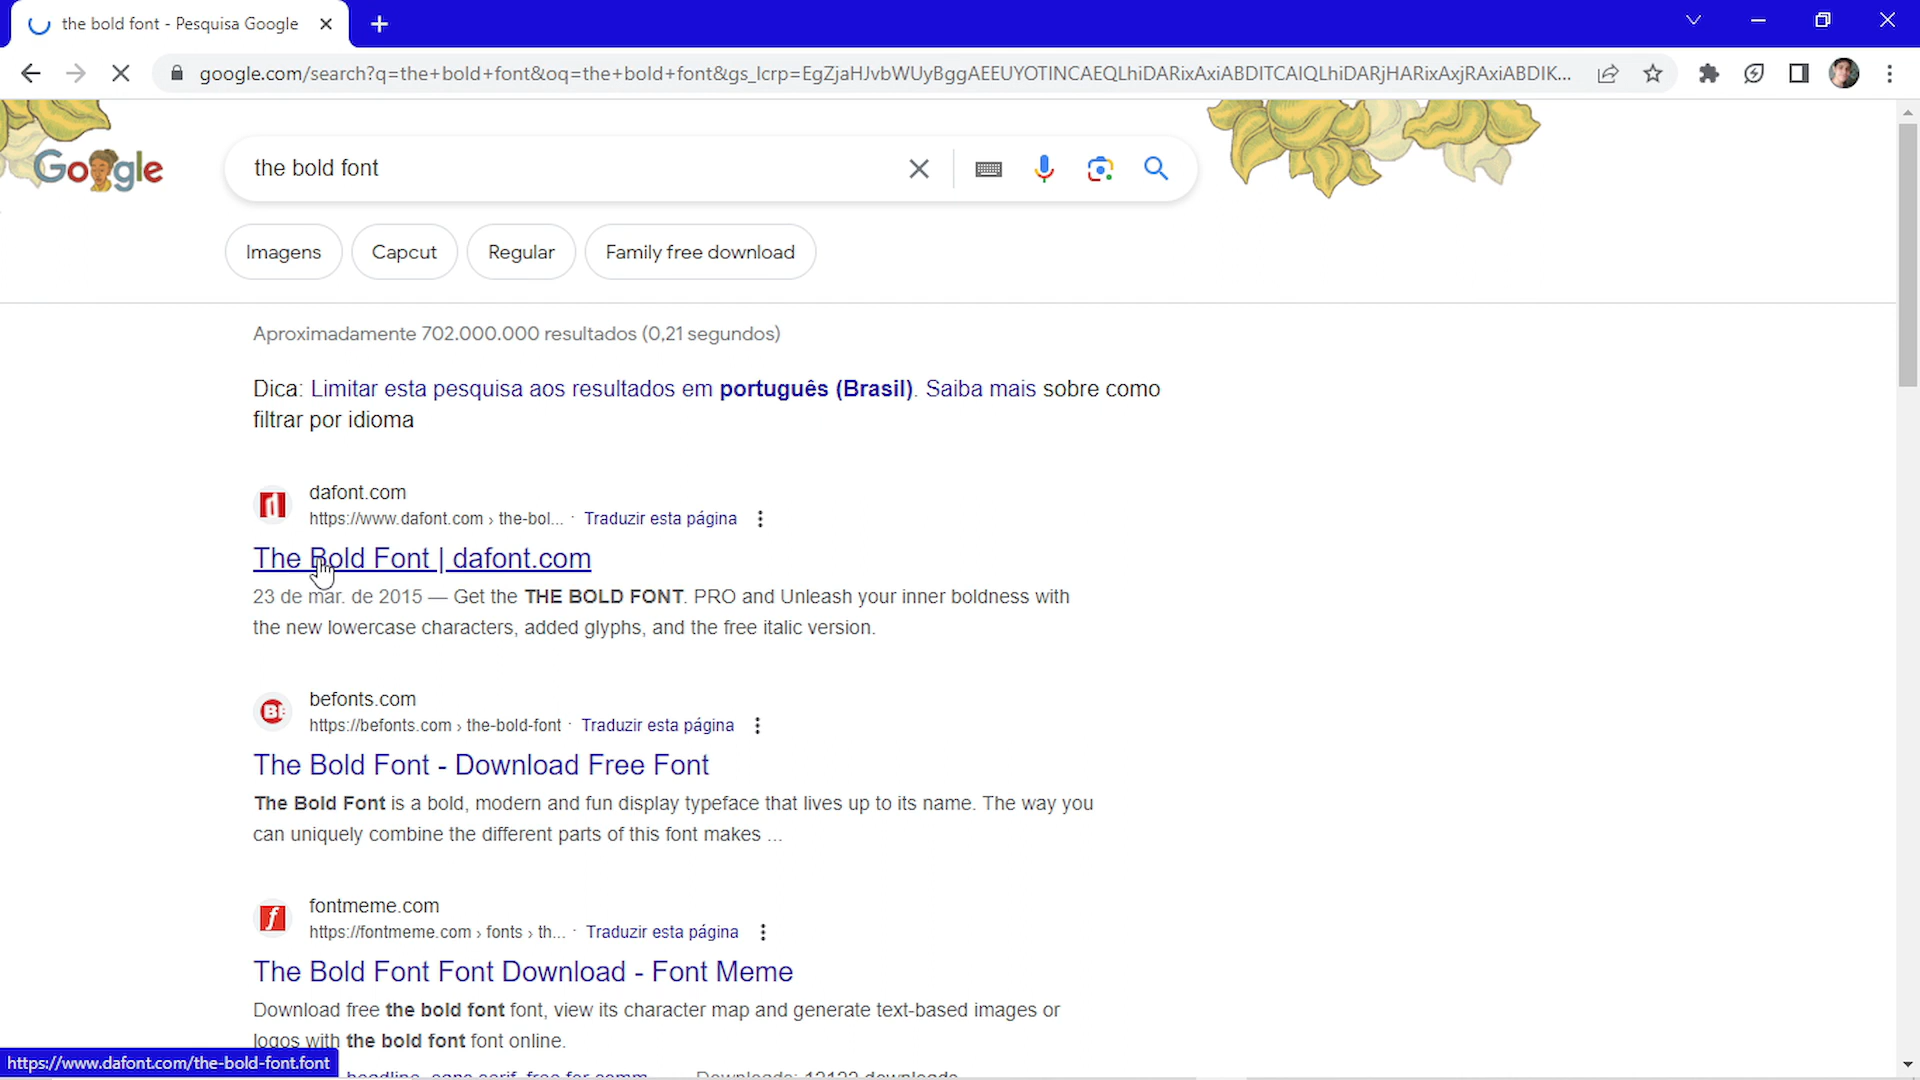 the bold font - Pesquisa Google
google.com/search?q=the+bold+font&oq=the+bold+font&gs_lcrp=EgZjaHJvbWUyBggAEEUYOTINCAEQLhiDARixAxiABDITCAIQLhiDARjHARixAxjRAxiABDIK...
Google
the bold font
Imagens Capcut Regular Family free download
Aproximadamente 702.000.000 resultados (0,21 segundos)
Dica: Limitar esta pesquisa aos resultados em português (Brasil). Saiba mais sobre como
filtrar por idioma
dafont.com
https://www.dafont.com › the-bol... · Traduzir esta página
The Bold Font | dafont.com
23 de mar. de 2015 — Get the THE BOLD FONT. PRO and Unleash your inner boldness with
the new lowercase characters, added glyphs, and the free italic version.
befonts.com
https://befonts.com › the-bold-font · Traduzir esta página
The Bold Font - Download Free Font
The Bold Font is a bold, modern and fun display typeface that lives up to its name. The way you
can uniquely combine the different parts of this font makes ...
fontmeme.com
https://fontmeme.com › fonts › th... · Traduzir esta página
The Bold Font Font Download - Font Meme
Download free the bold font font, view its character map and generate text-based images or
logos with the bold font font online.
https://www.dafont.com/the-bold-font.font